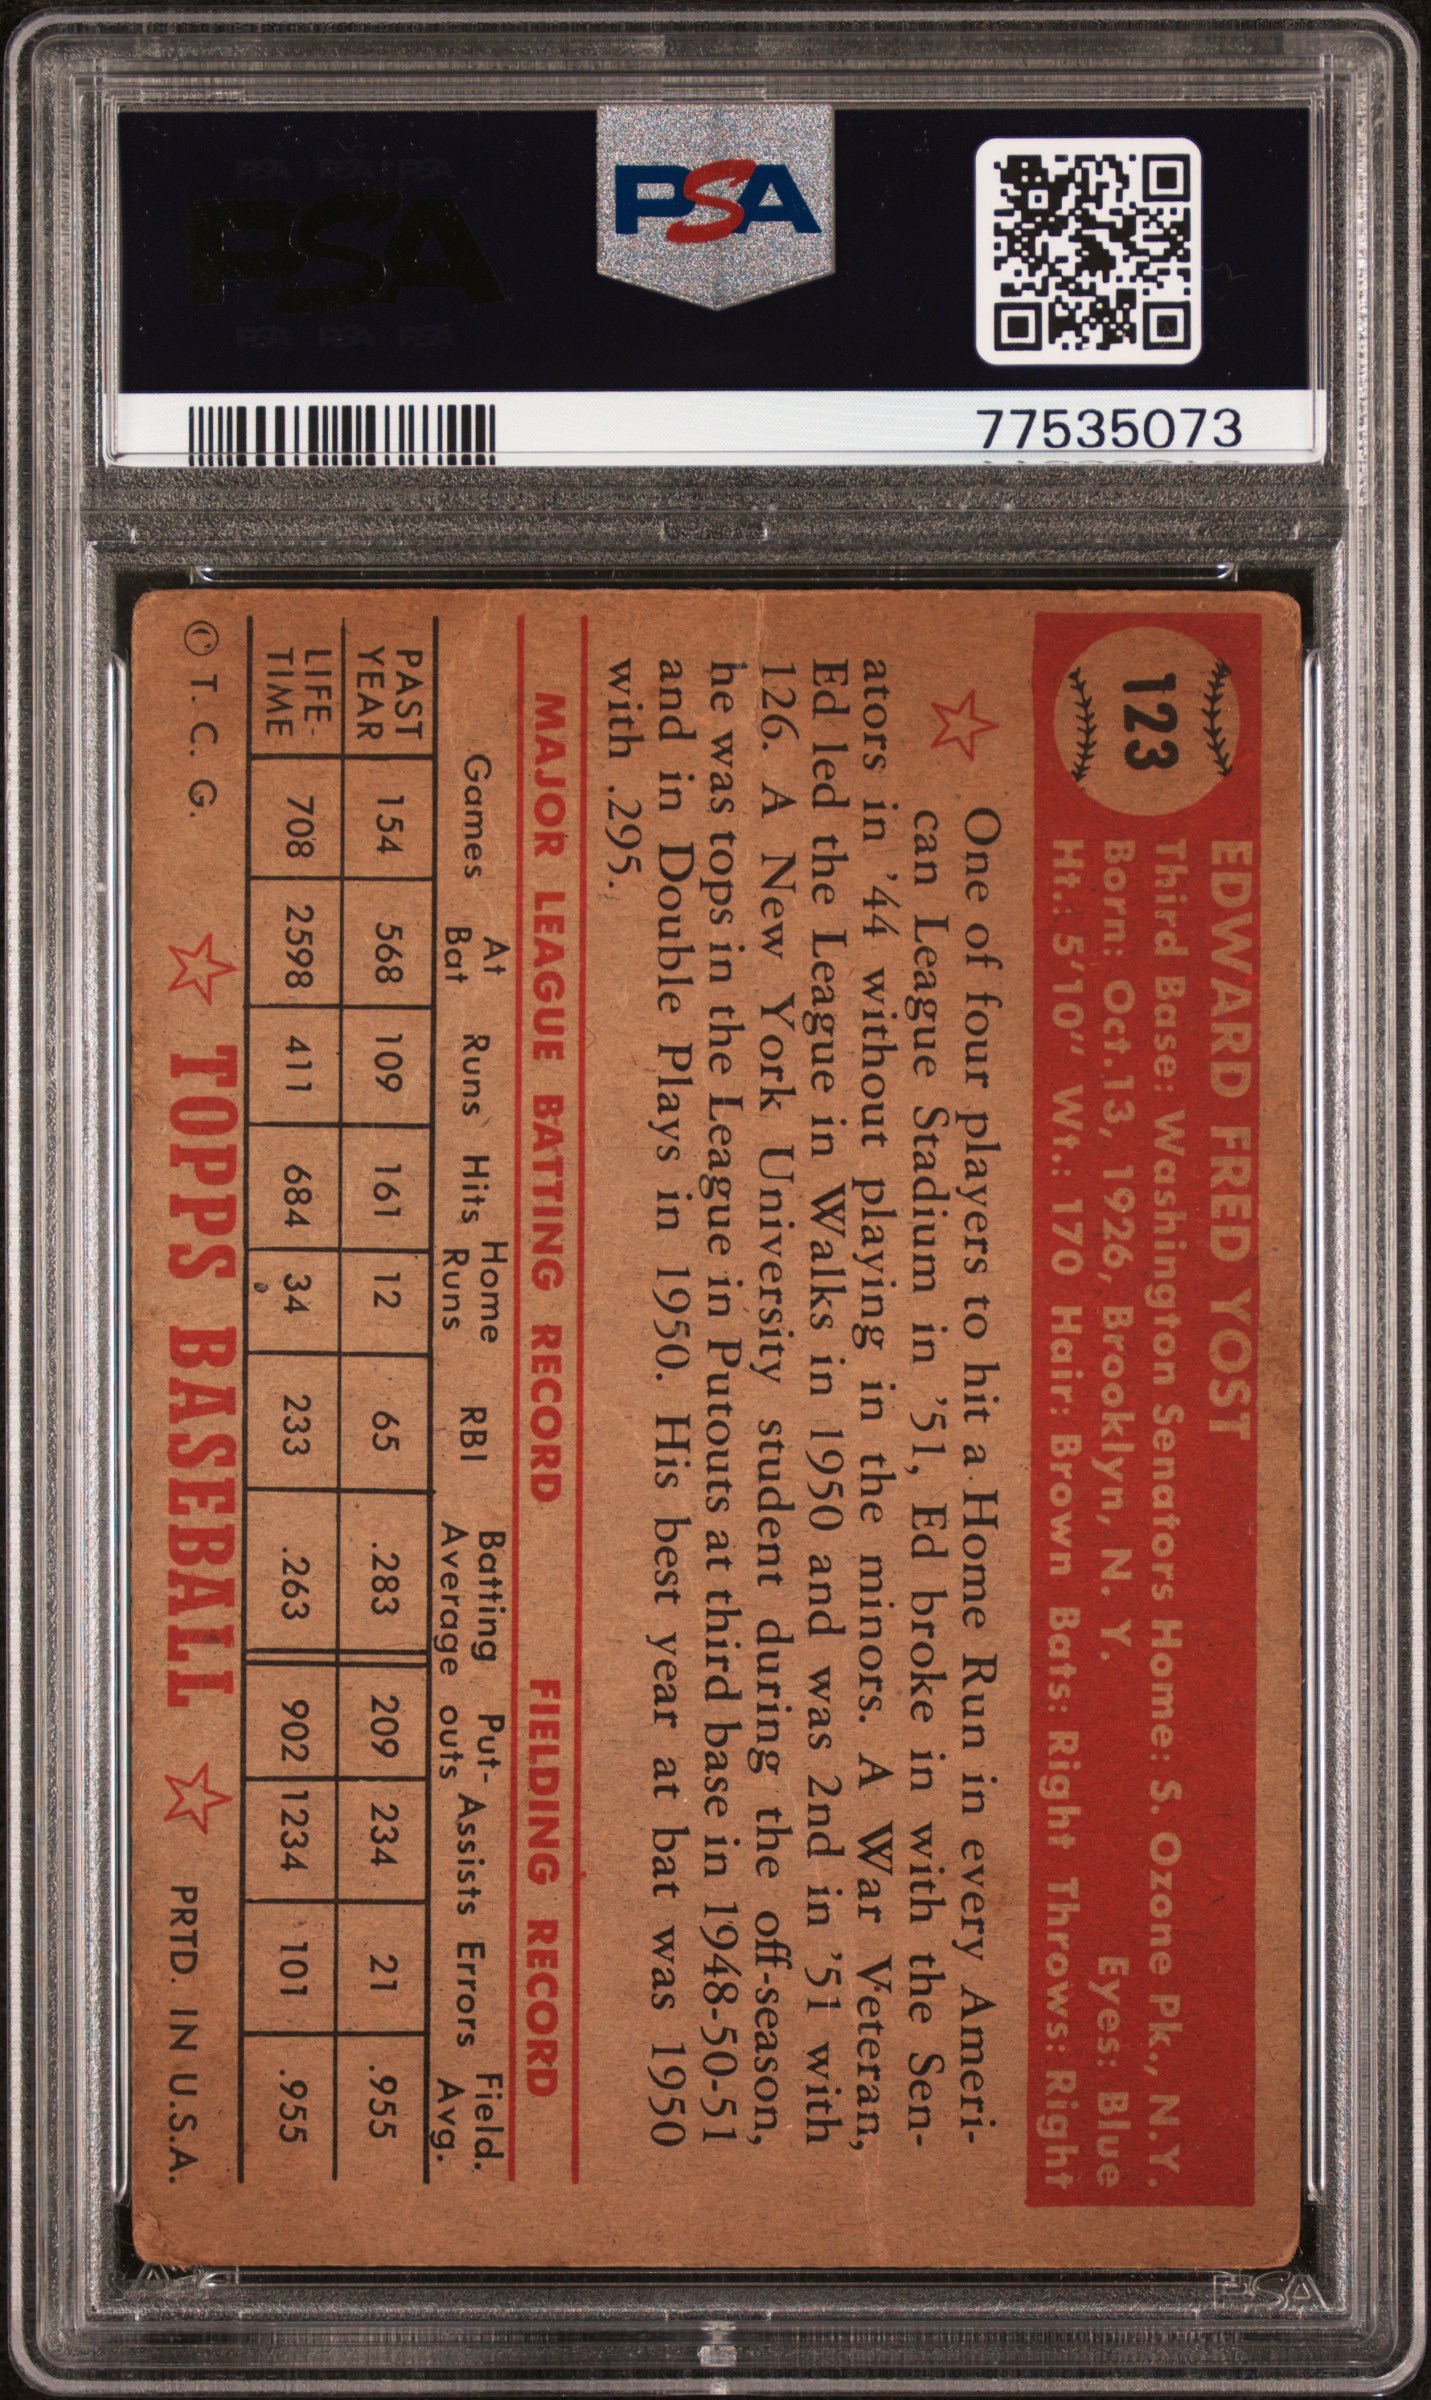 PSA PSA PSA
PSA
PSA PSA PSA
PSA
77535073
123
EDWARD FRED YOST
Third Base: Washington Senators Home: S. Ozone Pk., N.Y.
Born: Oct.13, 1926, Brooklyn, N. Y. Eyes: Blue
Ht.: 5'10" Wt.: 170 Hair: Brown Bats: Right Throws: Right
One of four players to hit a Home Run in every Ameri-
can League Stadium in '51, Ed broke in with the Sen-
ators in '44 without playing in the minors. A War Veteran,
Ed led the League in Walks in 1950 and was 2nd in '51 with
126. A New York University student during the off-season,
he was tops in the League in Putouts at third base in 1948-50-51
and in Double Plays in 1950. His best year at bat was 1950
with .295.
MAJOR LEAGUE BATTING RECORD FIELDING RECORD
Games At Bat Runs Hits Home Runs RBI Batting Average Put-outs Assists Errors Field. Avg.
PAST YEAR 154 568 109 161 12 65 .283 209 234 21 .955
LIFE-TIME 708 2598 411 684 34 233 .263 902 1234 101 .955
© T. C. G. TOPPS BASEBALL PRTD. IN U.S.A.
PSA